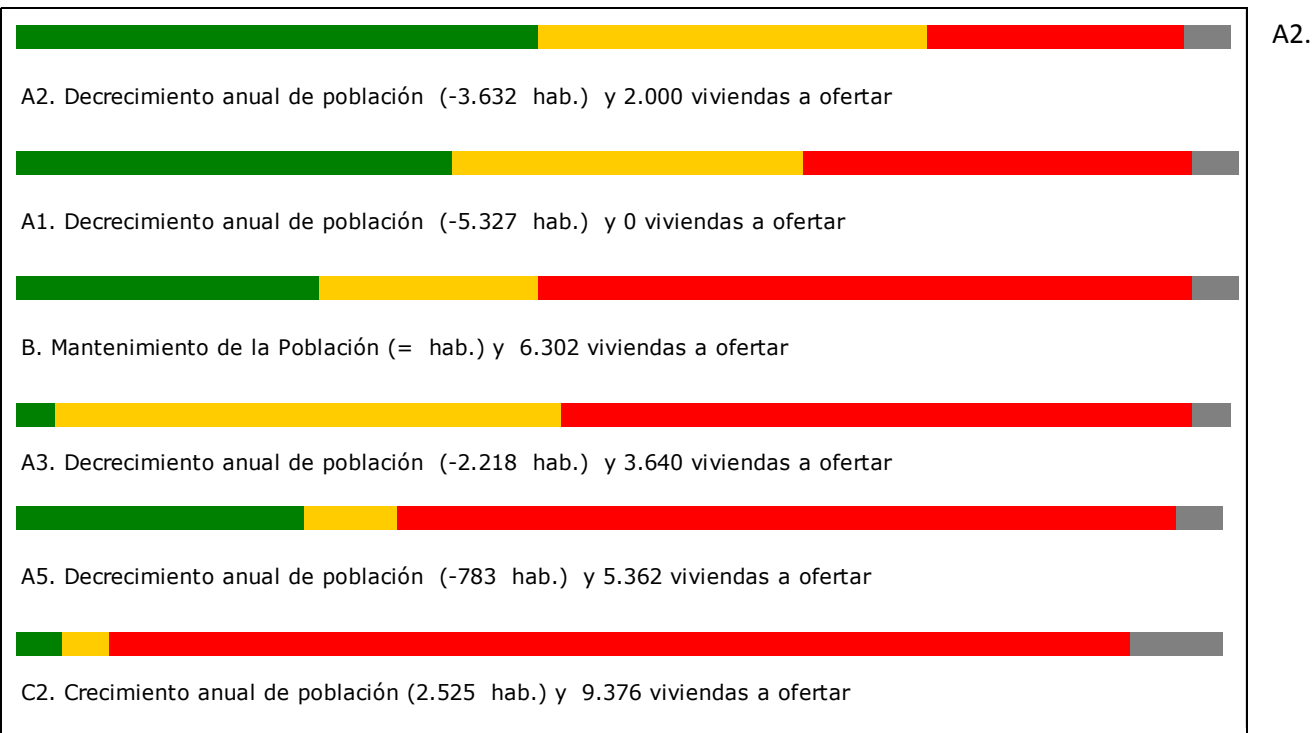 A2.
A2. Decrecimiento anual de población (-3.632 hab.) y 2.000 viviendas a ofertar
A1. Decrecimiento anual de población (-5.327 hab.) y 0 viviendas a ofertar
B. Mantenimiento de la Población (= hab.) y 6.302 viviendas a ofertar
A3. Decrecimiento anual de población (-2.218 hab.) y 3.640 viviendas a ofertar
A5. Decrecimiento anual de población (-783 hab.) y 5.362 viviendas a ofertar
C2. Crecimiento anual de población (2.525 hab.) y 9.376 viviendas a ofertar